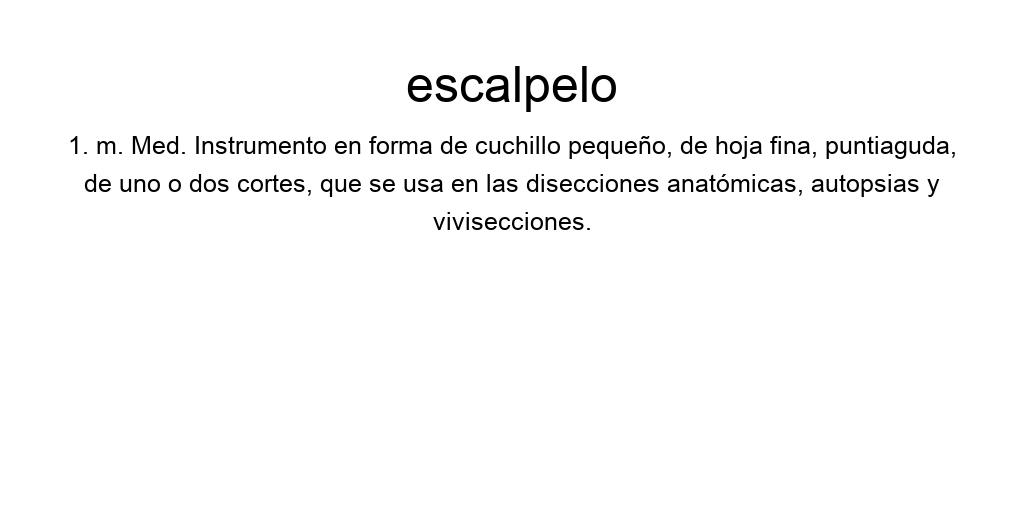 escalpelo
1. m. Med. Instrumento en forma de cuchillo pequeño, de hoja fina, puntiaguda,
de uno o dos cortes, que se usa en las disecciones anatómicas, autopsias y
vivisecciones.